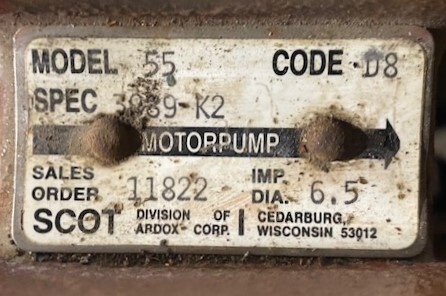 MODEL 55 CODE D8
SPEC 3989 K2
MOTORPUMP
SALES ORDER 11822 IMP. DIA. 6.5
SCOT DIVISION OF ARDOX CORP. CEDARBURG, WISCONSIN 53012